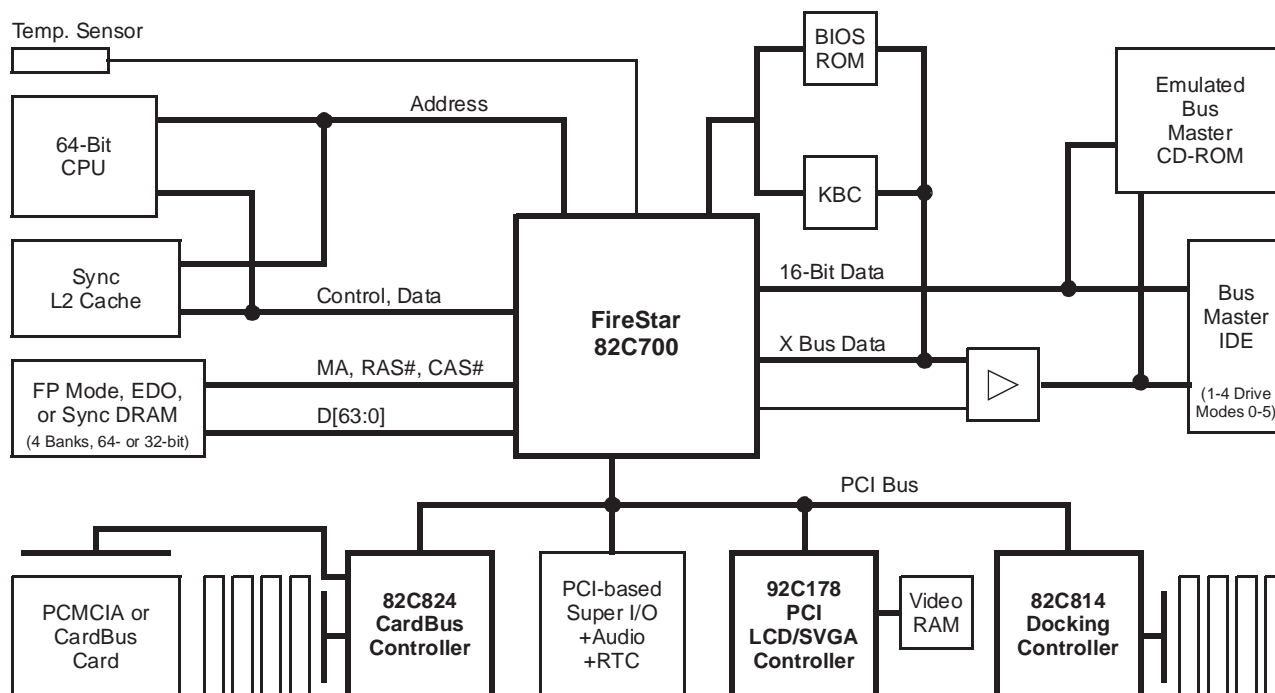 Temp. Sensor
BIOS
ROM
Emulated
Bus
Master
CD-ROM
Address
64-Bit
CPU
KBC
Sync
L2 Cache
Control, Data
FireStar
82C700
16-Bit Data
X Bus Data
Bus
Master
IDE
(1-4 Drive
Modes 0-5)
FP Mode, EDO,
or Sync DRAM
(4 Banks, 64- or 32-bit)
MA, RAS#, CAS#
D[63:0]
PCI Bus
PCMCIA or
CardBus
Card
82C824
CardBus
Controller
PCI-based
Super I/O
+Audio
+RTC
92C178
PCI
LCD/SVGA
Controller
Video
RAM
82C814
Docking
Controller